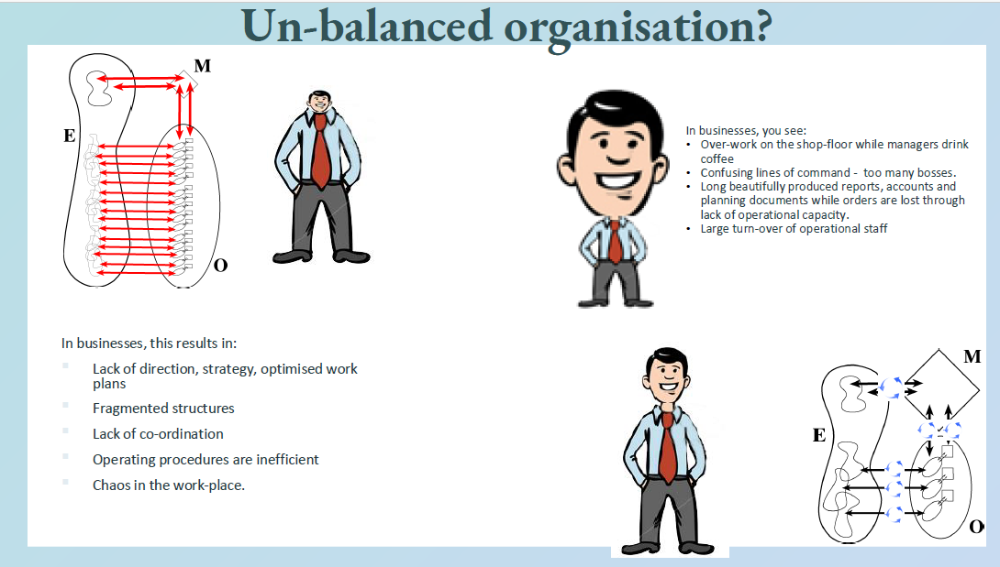 Un-balanced organisation?
M
E
O
In businesses, you see:
• Over-work on the shop-floor while managers drink
coffee
• Confusing lines of command - too many bosses.
• Long beautifully produced reports, accounts and
planning documents while orders are lost through
lack of operational capacity.
• Large turn-over of operational staff
In businesses, this results in:
Lack of direction, strategy, optimised work
plans
Fragmented structures
Lack of co-ordination
Operating procedures are inefficient
Chaos in the work-place.
M
E
O